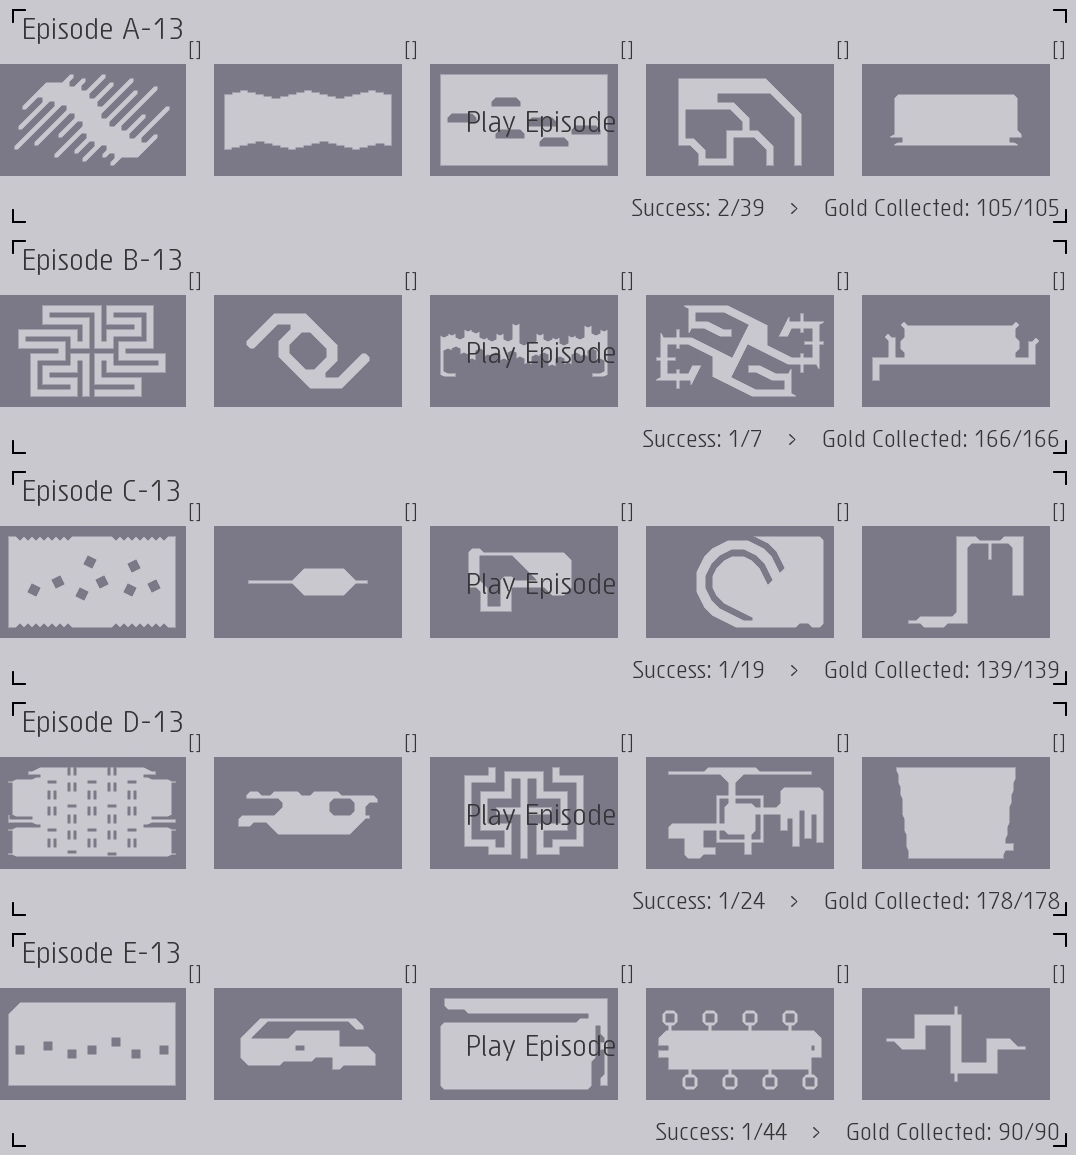 Episode A-13
[] [] [] [] []
Play Episode
Success: 2/39 > Gold Collected: 105/105
Episode B-13
[] [] [] [] []
Play Episode
Success: 1/7 > Gold Collected: 166/166
Episode C-13
[] [] [] [] []
Play Episode
Success: 1/19 > Gold Collected: 139/139
Episode D-13
[] [] [] [] []
Play Episode
Success: 1/24 > Gold Collected: 178/178
Episode E-13
[] [] [] [] []
Play Episode
Success: 1/44 > Gold Collected: 90/90